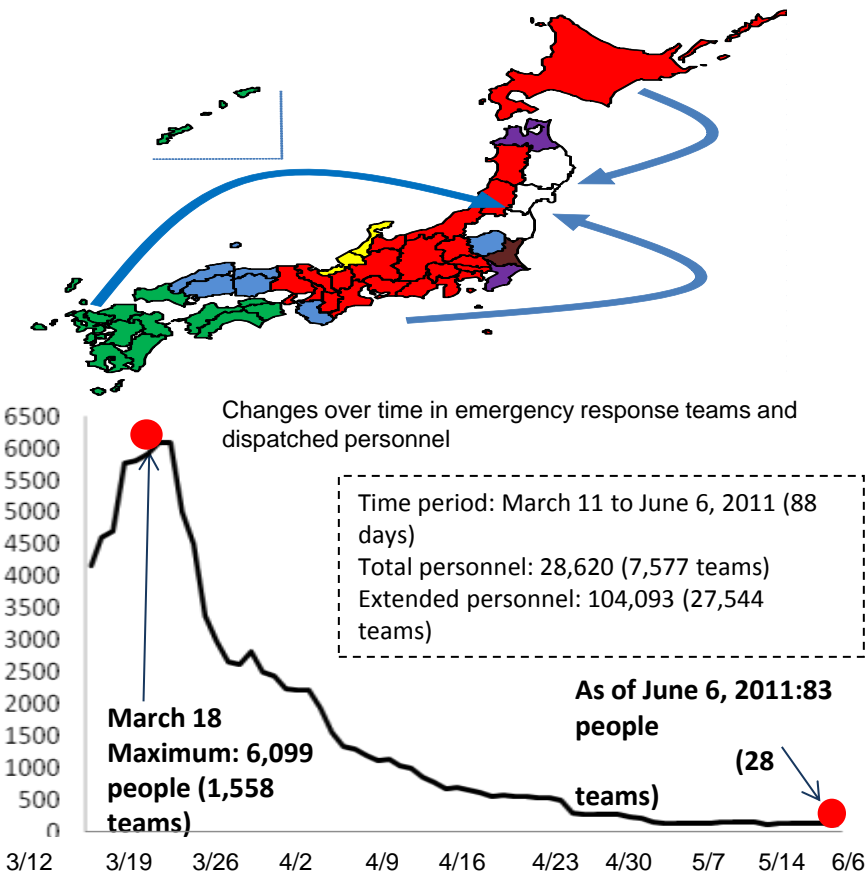 Changes over time in emergency response teams and
dispatched personnel
6500
6000
5500
5000
4500
4000
3500
3000
2500
2000
1500
1000
500
0
Time period: March 11 to June 6, 2011 (88
days)
Total personnel: 28,620 (7,577 teams)
Extended personnel: 104,093 (27,544
teams)
March 18
Maximum: 6,099
people (1,558
teams)
As of June 6, 2011:83
people
(28
teams)
3/12 3/19 3/26 4/2 4/9 4/16 4/23 4/30 5/7 5/14 6/6